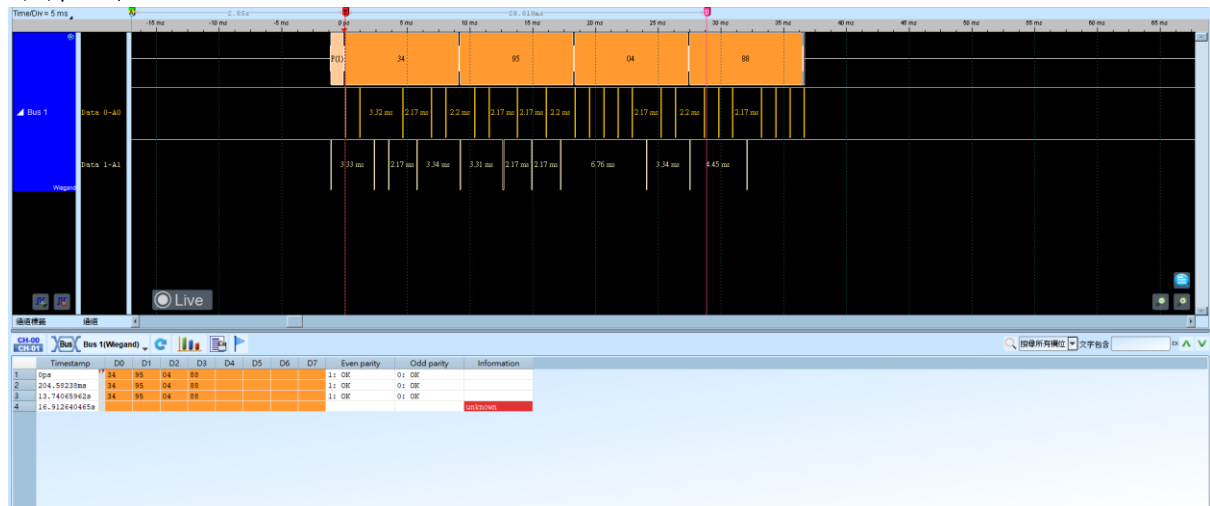 Time/Div = 5 ms
2.85s
28.818ms
-15 ms -10 ms -5 ms 0 ps 5 ms 10 ms 15 ms 20 ms 25 ms 30 ms 35 ms 40 ms 45 ms 50 ms 55 ms 60 ms 65 ms
P(1) 34 95 04 88
Bus 1
Data 0-A0
3.32 ms 2.17 ms 2.2 ms 2.17 ms 2.17 ms 2.2 ms 2.17 ms 2.2 ms 2.17 ms
Data 1-A1
3.33 ms 2.17 ms 3.34 ms 3.31 ms 2.17 ms 2.17 ms 6.76 ms 3.34 ms 4.45 ms
Wiegand
Live
通道標籤 通道
CH-00
CH-01
Bus
Bus 1(Wiegand)
搜尋所有欄位 文字包含
Timestamp D0 D1 D2 D3 D4 D5 D6 D7 Even parity Odd parity Information
1 0ps 34 95 04 88 1: OK 0: OK
2 204.58238ms 34 95 04 88 1: OK 0: OK
3 13.74065962s 34 95 04 88 1: OK 0: OK
4 16.912640465s unknown